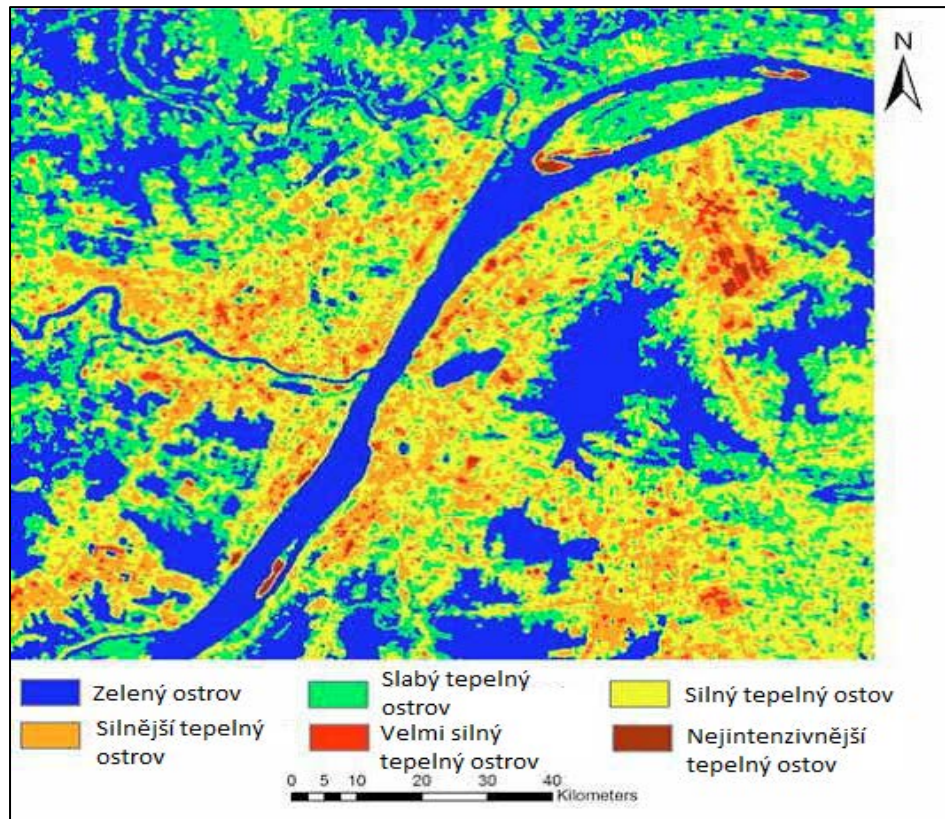 N
Zelený ostrov
Slabý tepelný
ostrov
Silný tepelný ostov
Silnější tepelný
ostrov
Velmi silný
tepelný ostrov
Nejintenzivnější
tepelný ostov
0 5 10 20 30 40
Kilometers